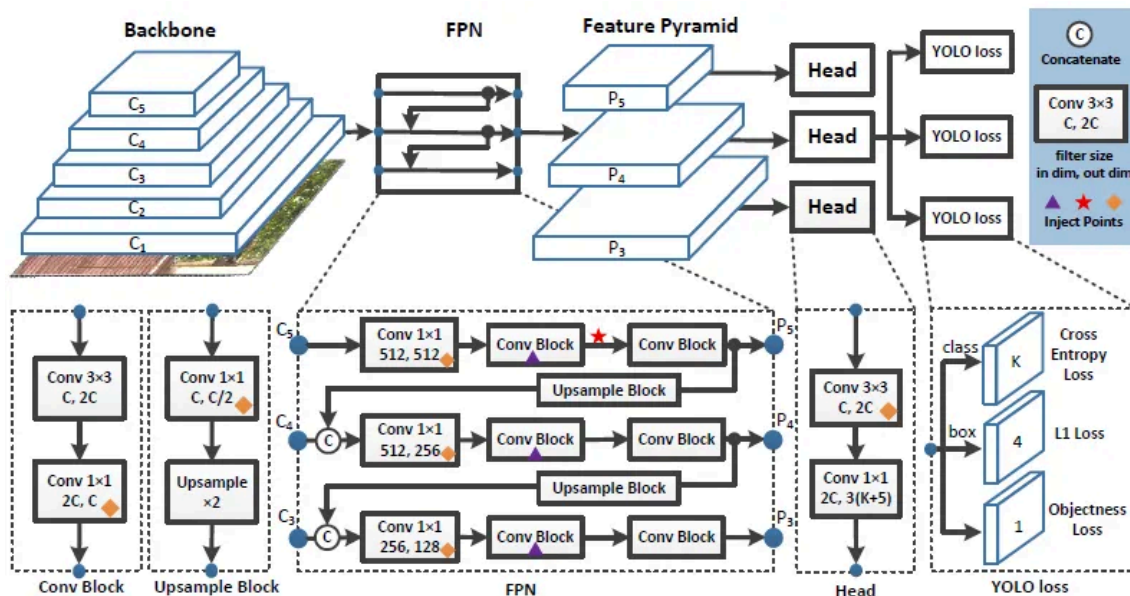 Backbone
FPN
Feature Pyramid
C5
C4
C3
C2
C1
P5
P4
P3
Head
Head
Head
YOLO loss
YOLO loss
YOLO loss
C
Concatenate
Conv 3×3
C, 2C
filter size
in dim, out dim
Inject Points
Conv 3×3
C, 2C
Conv 1×1
2C, C
Conv Block
Conv 1×1
C, C/2
Upsample
×2
Upsample Block
C5
Conv 1×1
512, 512
Conv Block
Conv Block
P5
Upsample Block
C4
C
Conv 1×1
512, 256
Conv Block
Conv Block
P4
Upsample Block
C3
C
Conv 1×1
256, 128
Conv Block
Conv Block
P3
FPN
Conv 3×3
C, 2C
Conv 1×1
2C, 3(K+5)
Head
class
K
Cross
Entropy
Loss
box
4
L1 Loss
1
Objectness
Loss
YOLO loss